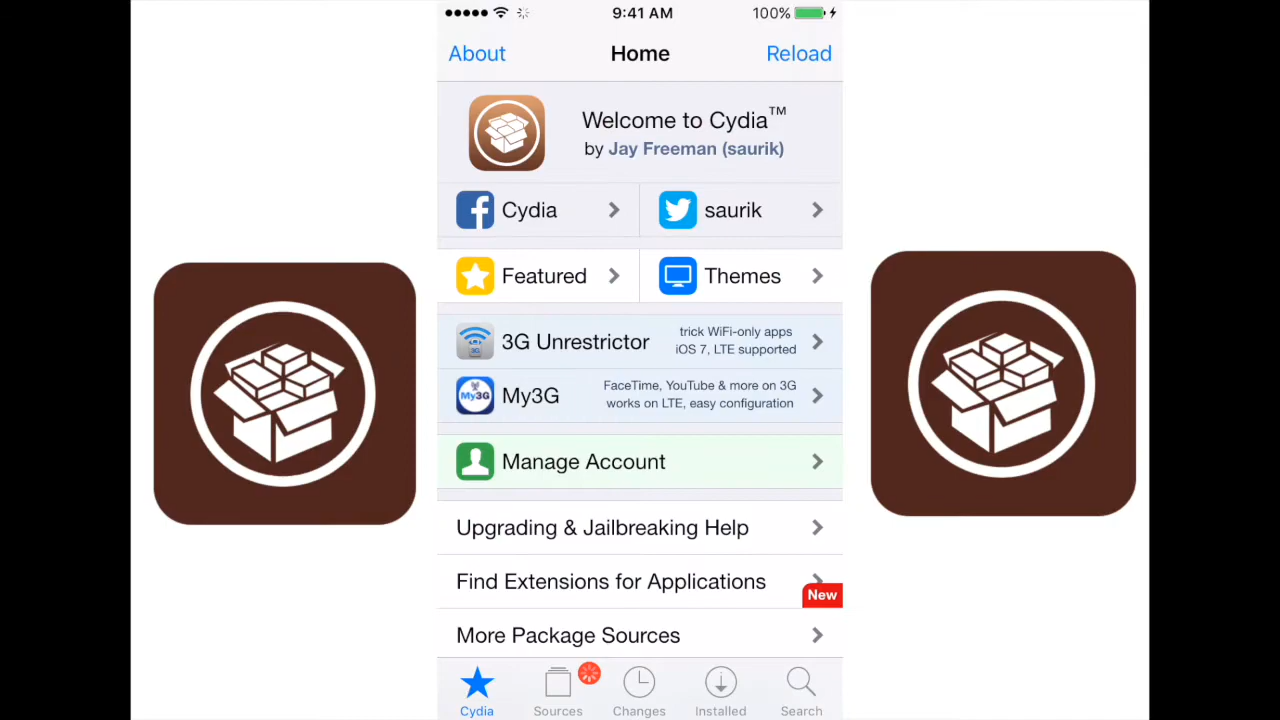 9:41 AM 100%
About Home Reload
Welcome to Cydia™
by Jay Freeman (saurik)
Cydia saurik
Featured Themes
3G Unrestrictor trick WiFi-only apps
iOS 7, LTE supported
My3G My3G FaceTime, YouTube & more on 3G
works on LTE, easy configuration
Manage Account
Upgrading & Jailbreaking Help
Find Extensions for Applications
New
More Package Sources
Cydia Sources Changes Installed Search